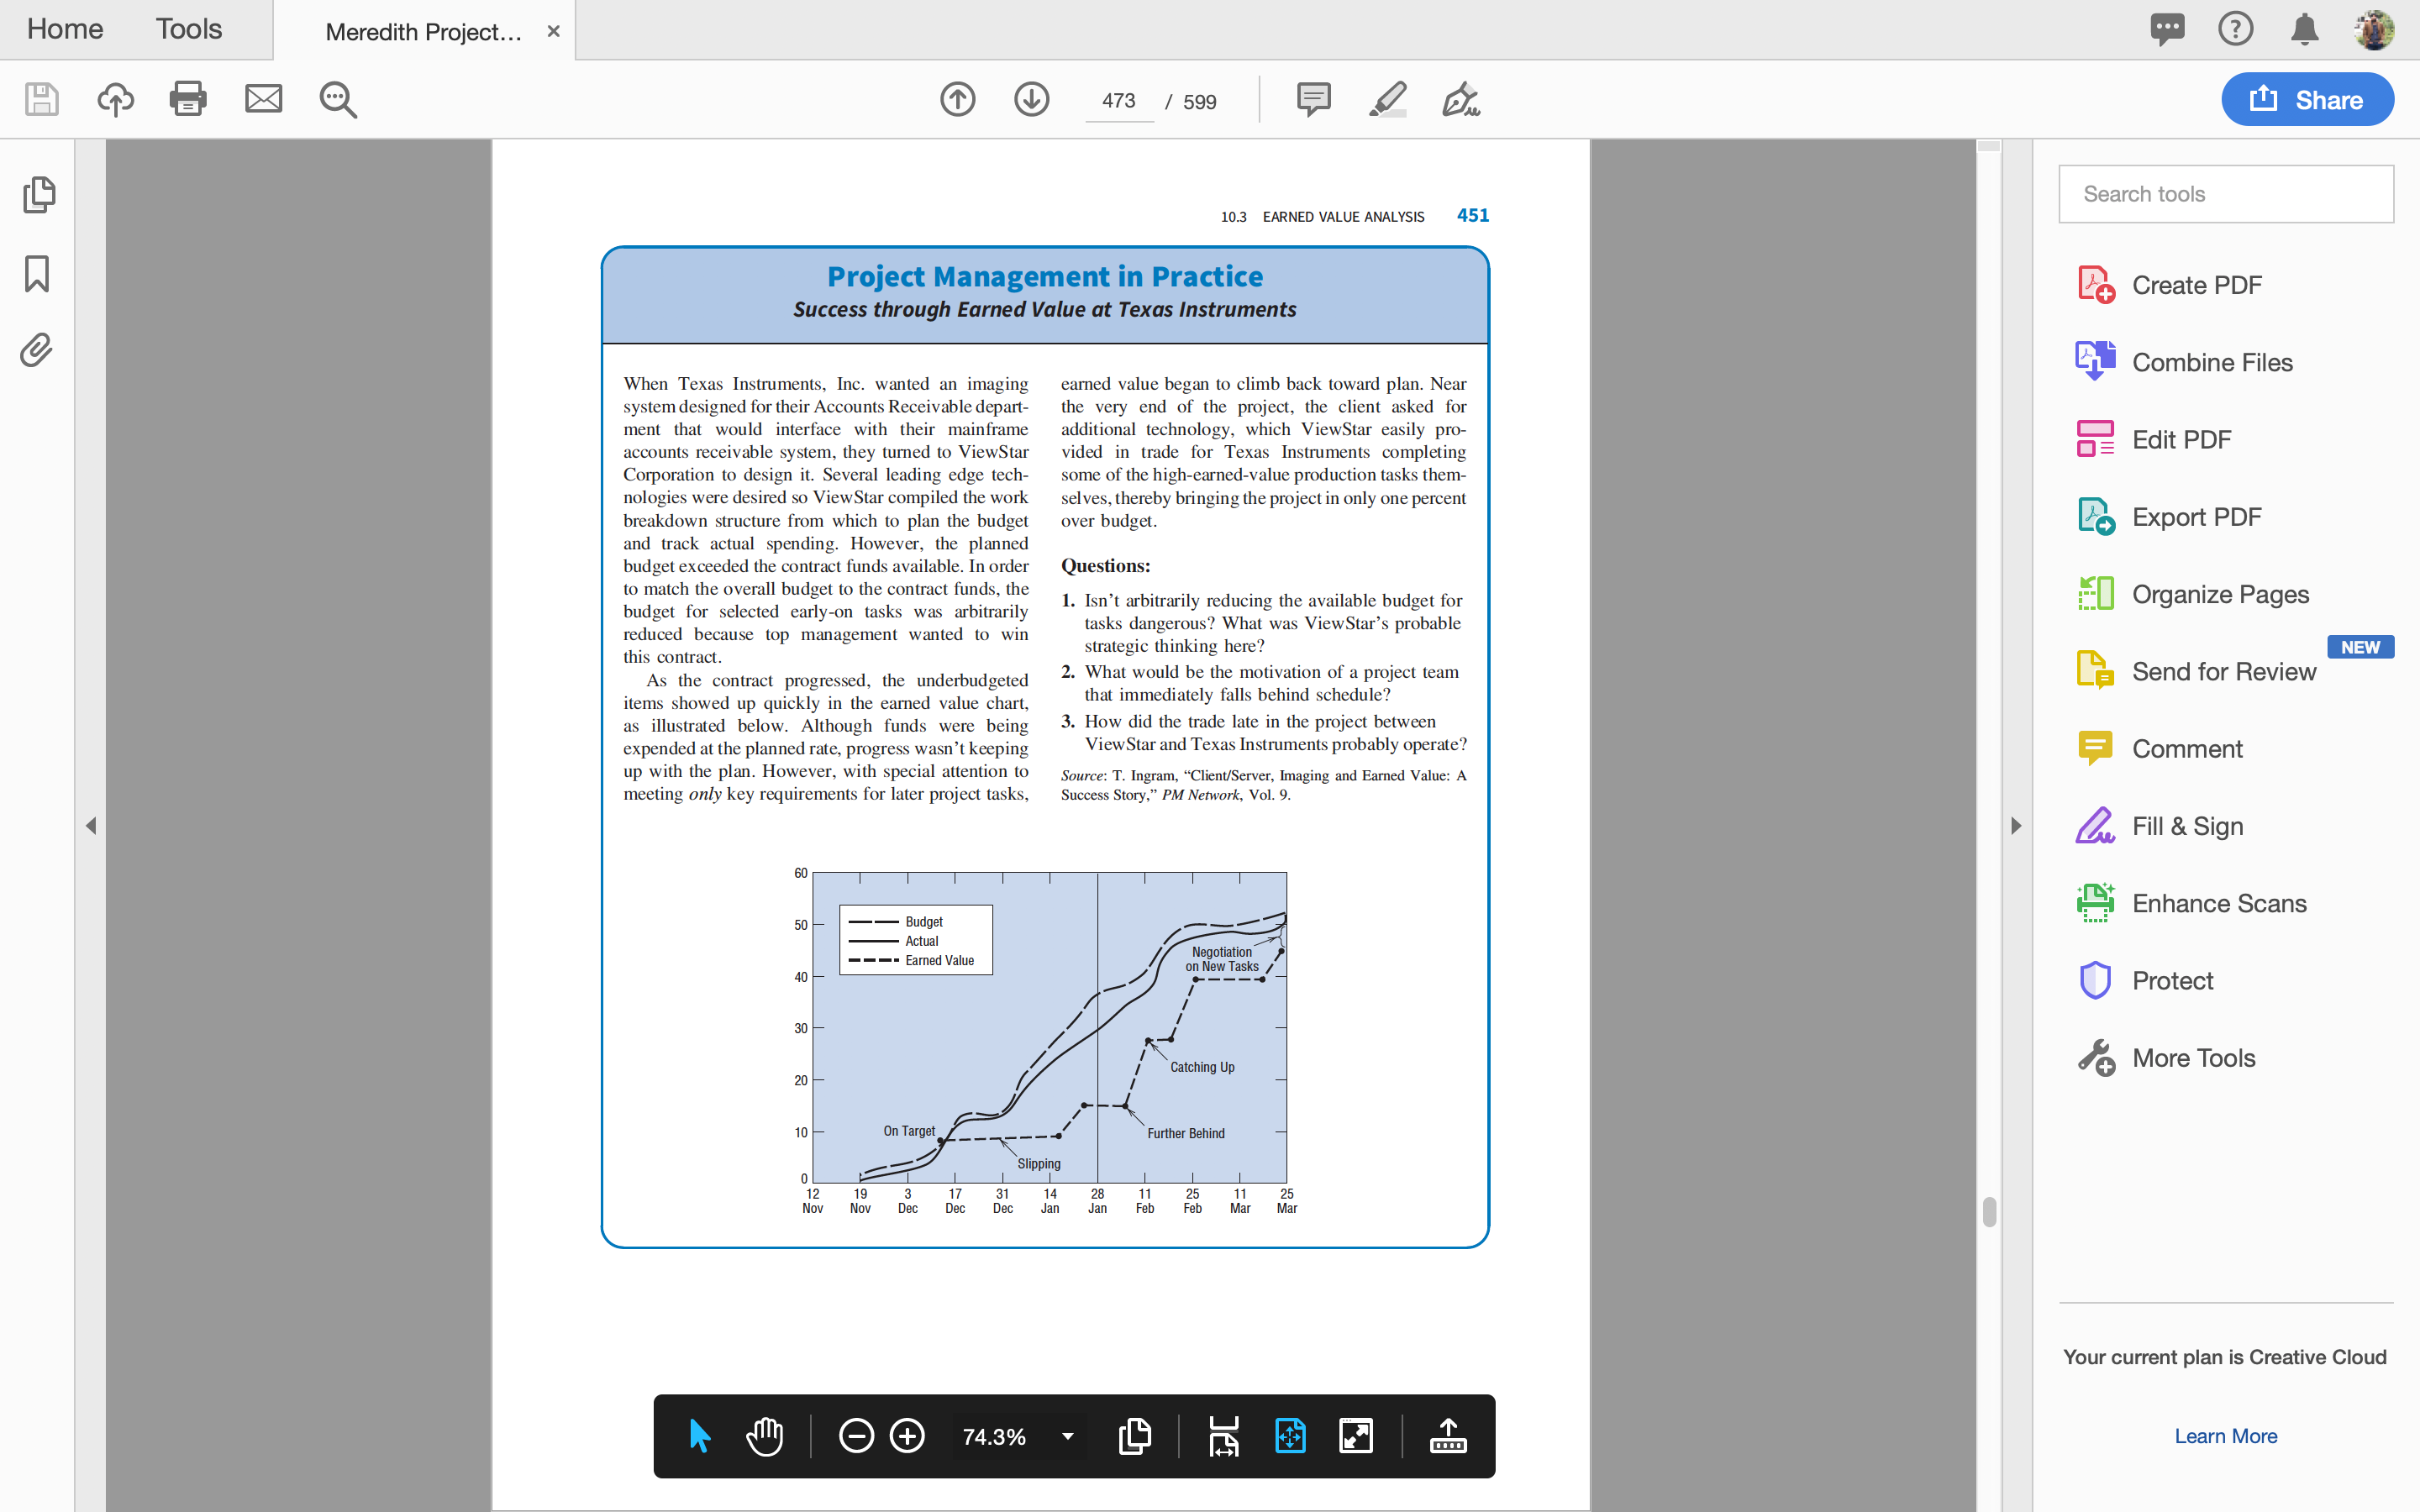 Home
Tools
Meredith Project...
473 / 599
Share
10.3 EARNED VALUE ANALYSIS 451
Project Management in Practice
Success through Earned Value at Texas Instruments
When Texas Instruments, Inc. wanted an imaging
system designed for their Accounts Receivable depart-
ment that would interface with their mainframe
accounts receivable system, they turned to ViewStar
Corporation to design it. Several leading edge tech-
nologies were desired so ViewStar compiled the work
breakdown structure from which to plan the budget
and track actual spending. However, the planned
budget exceeded the contract funds available. In order
to match the overall budget to the contract funds, the
budget for selected early-on tasks was arbitrarily
reduced because top management wanted to win
this contract.
As the contract progressed, the underbudgeted
items showed up quickly in the earned value chart,
as illustrated below. Although funds were being
expended at the planned rate, progress wasn't keeping
up with the plan. However, with special attention to
meeting only key requirements for later project tasks,
earned value began to climb back toward plan. Near
the very end of the project, the client asked for
additional technology, which ViewStar easily pro-
vided in trade for Texas Instruments completing
some of the high-earned-value production tasks them-
selves, thereby bringing the project in only one percent
over budget.
Questions:
1. Isn't arbitrarily reducing the available budget for
tasks dangerous? What was ViewStar's probable
strategic thinking here?
2. What would be the motivation of a project team
that immediately falls behind schedule?
3. How did the trade late in the project between
ViewStar and Texas Instruments probably operate?
Source: T. Ingram, “Client/Server, Imaging and Earned Value: A
Success Story,” PM Network, Vol. 9.
60
50
40
30
20
10
0
Budget
Actual
Earned Value
Negotiation
on New Tasks
Catching Up
On Target
Further Behind
Slipping
12 19 3 17 31 14 28 11 25 11 25
Nov Nov Dec Dec Dec Jan Jan Feb Feb Mar Mar
74.3%
Search tools
Create PDF
Combine Files
Edit PDF
Export PDF
Organize Pages
NEW
Send for Review
Comment
Fill & Sign
Enhance Scans
Protect
More Tools
Your current plan is Creative Cloud
Learn More